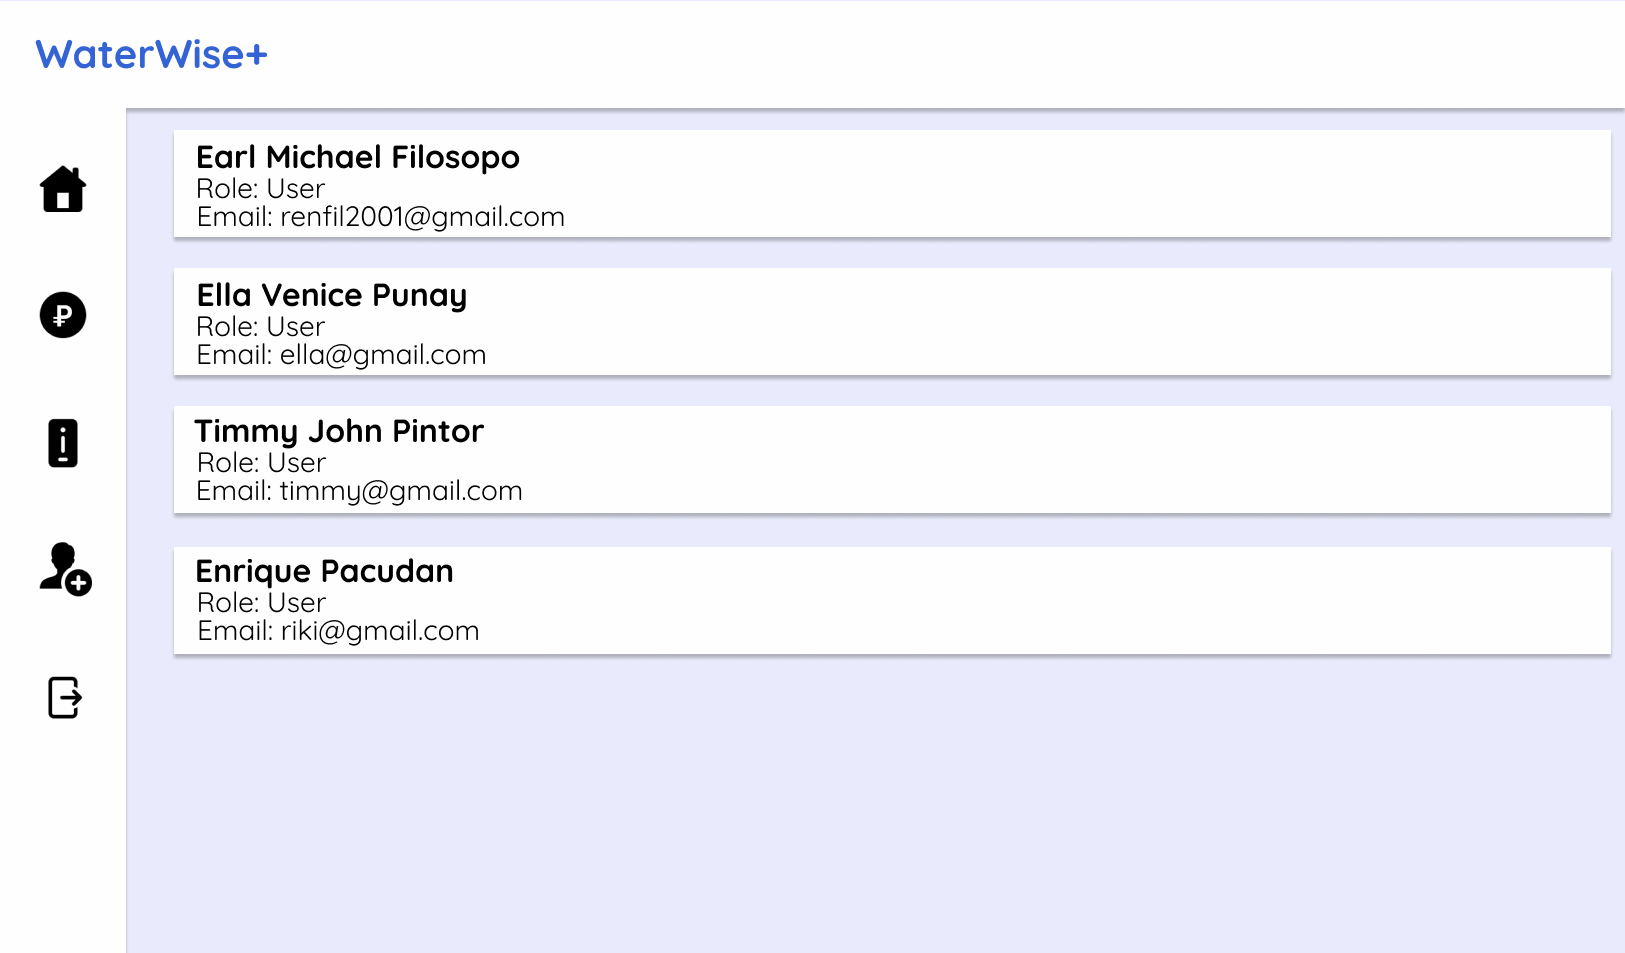 WaterWise+
Earl Michael Filosopo
Role: User
Email: renfil2001@gmail.com
Ella Venice Punay
Role: User
Email: ella@gmail.com
Timmy John Pintor
Role: User
Email: timmy@gmail.com
Enrique Pacudan
Role: User
Email: riki@gmail.com